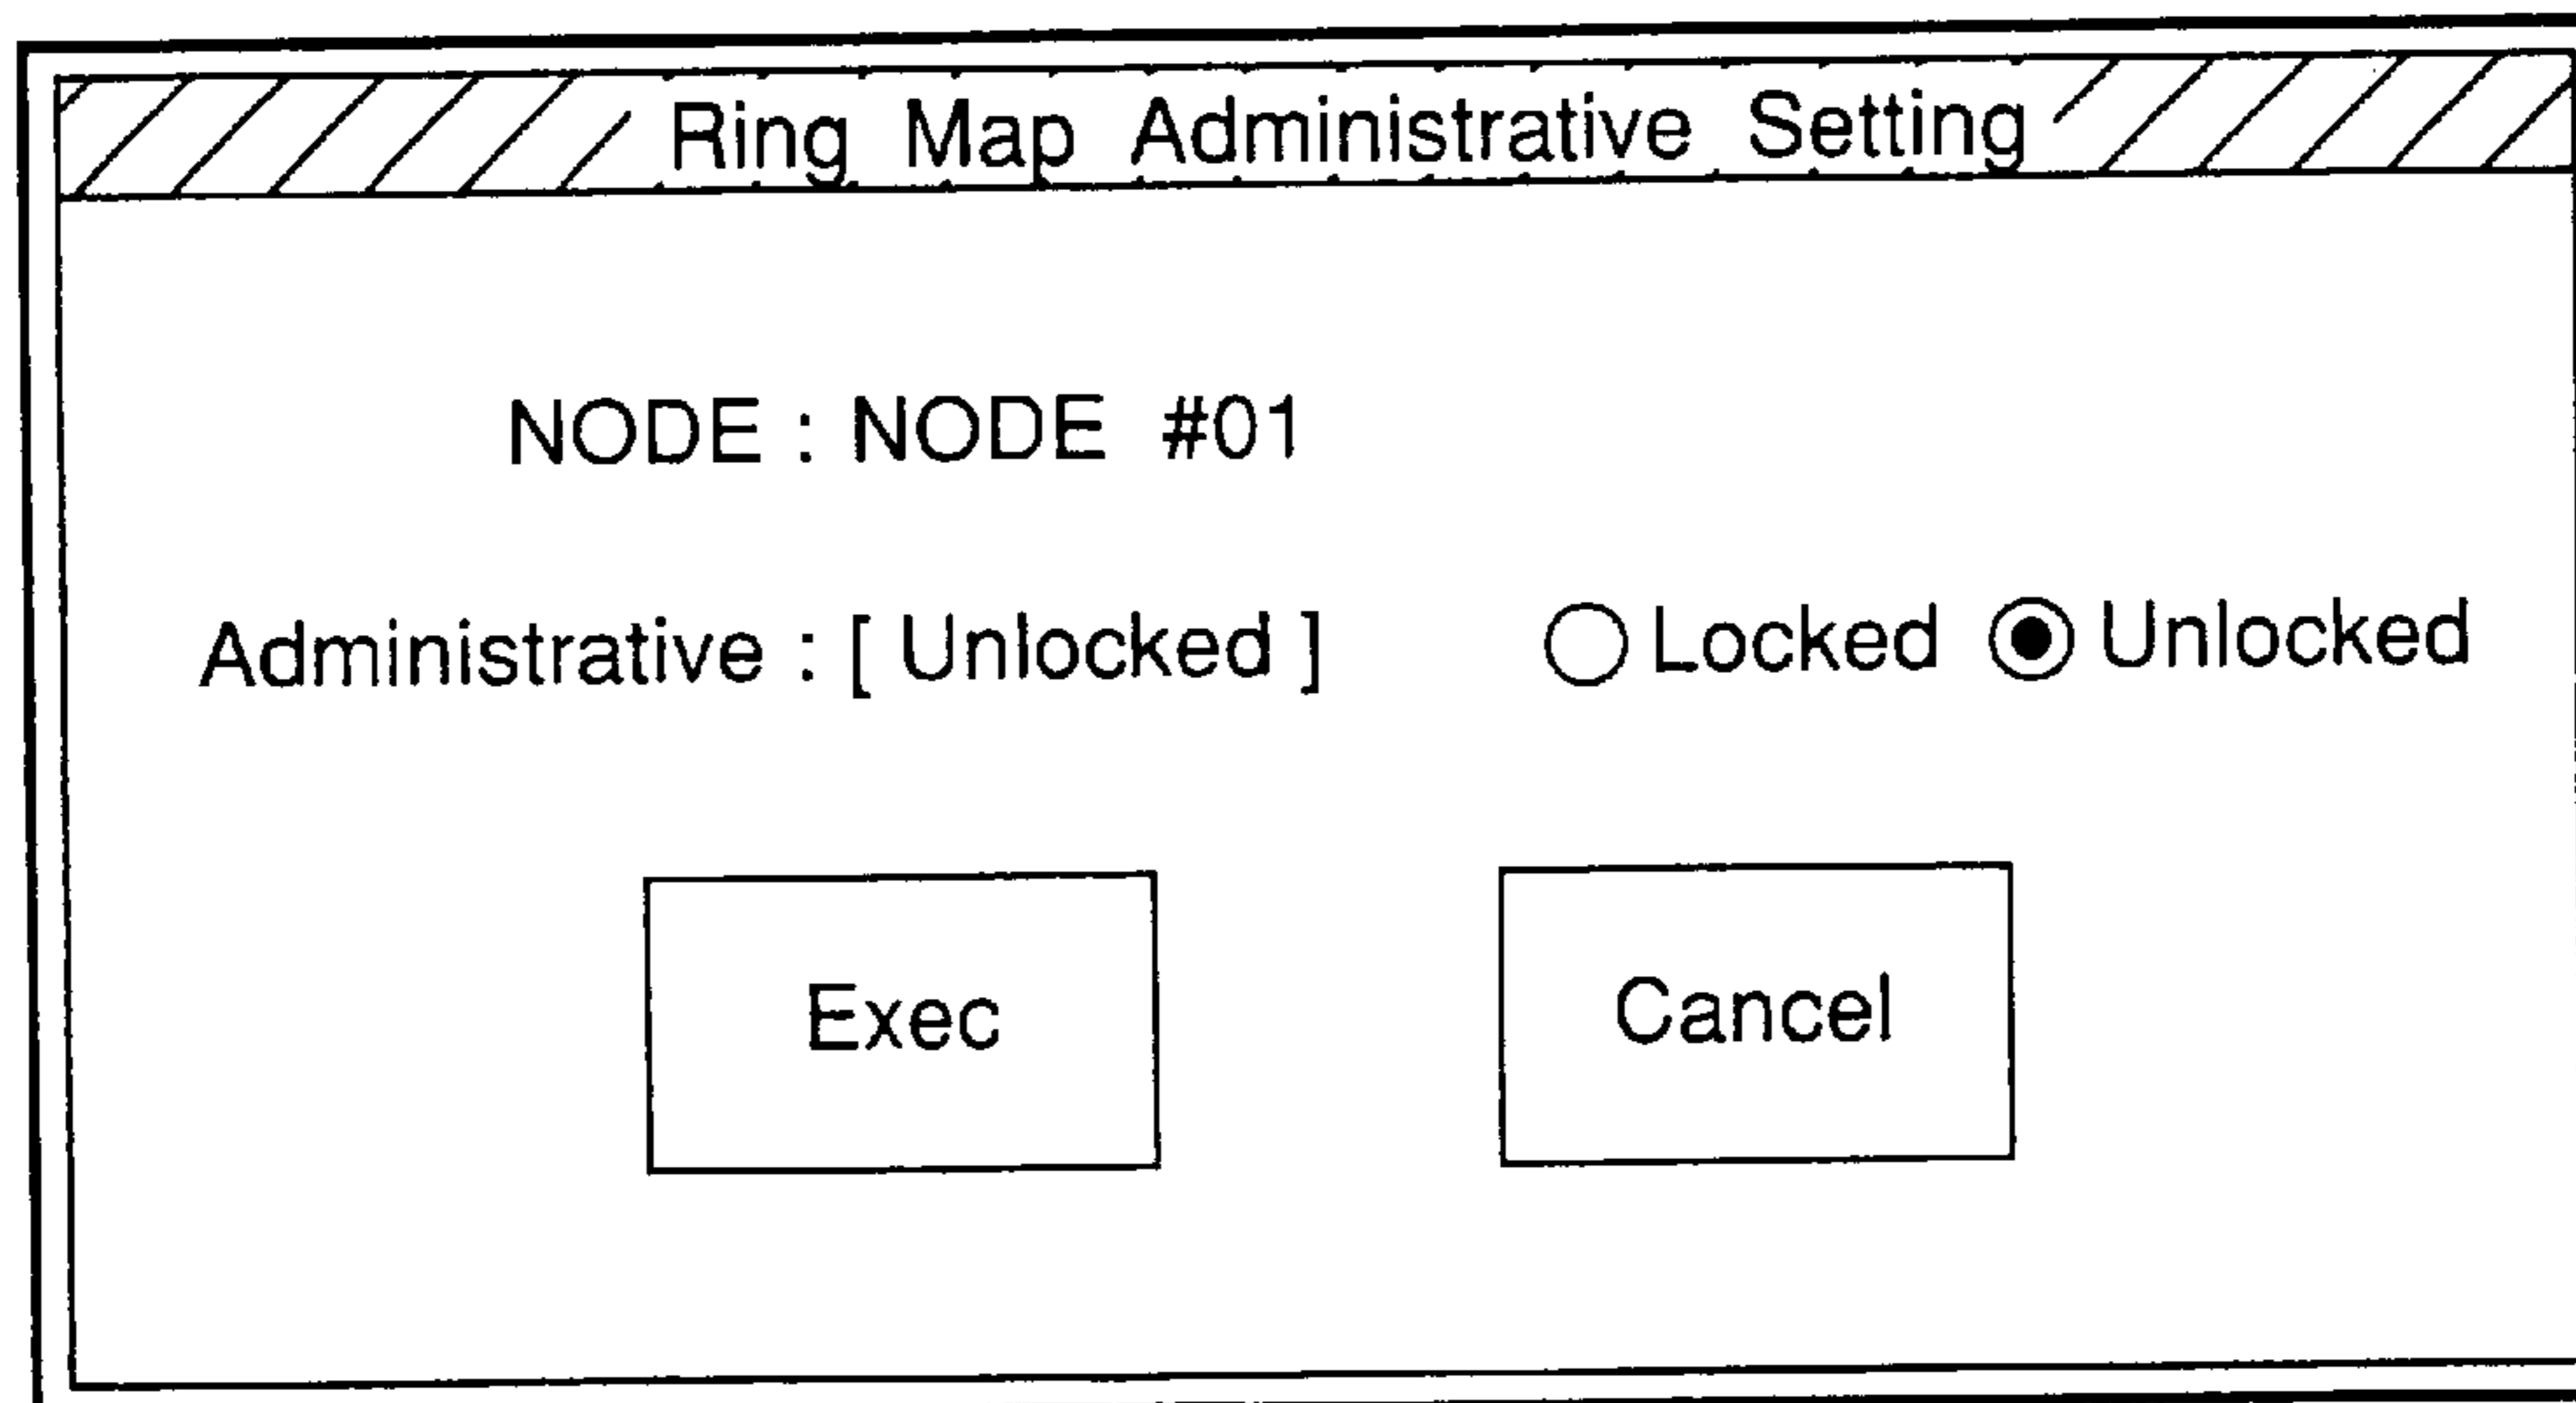 Ring Map Administrative Setting
NODE : NODE #01
Administrative : [ Unlocked ] Locked Unlocked
Exec Cancel